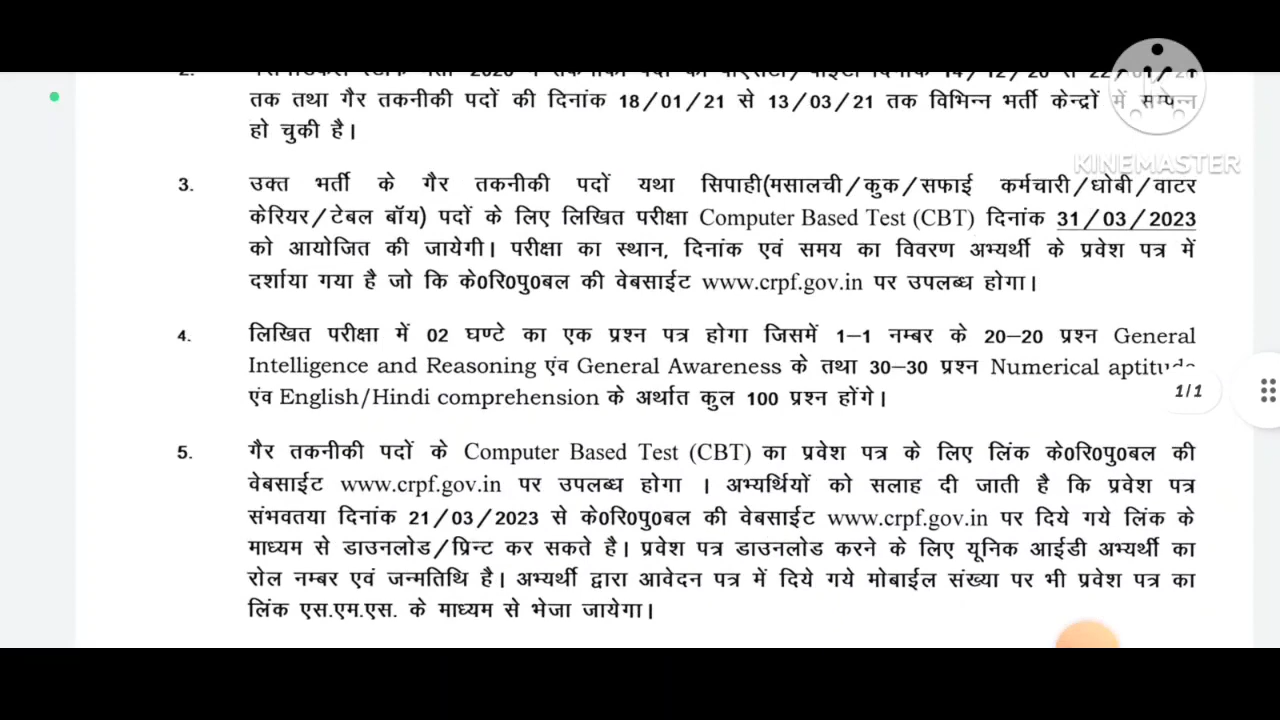 KINEMASTER
तक तथा गैर तकनीकी पदों की दिनांक 18/01/21 से 13/03/21 तक विभिन्न भर्ती केन्द्रों में सम्पन्न
हो चुकी है।
3. उक्त भर्ती के गैर तकनीकी पदों यथा सिपाही(मसालची/कुक/सफाई कर्मचारी/धोबी/वाटर
केरियर/टेबल बॉय) पदों के लिए लिखित परीक्षा Computer Based Test (CBT) दिनांक 31/03/2023
को आयोजित की जायेगी। परीक्षा का स्थान, दिनांक एवं समय का विवरण अभ्यर्थी के प्रवेश पत्र में
दर्शाया गया है जो कि के0रि0पु0बल की वेबसाईट www.crpf.gov.in पर उपलब्ध होगा।
4. लिखित परीक्षा में 02 घण्टे का एक प्रश्न पत्र होगा जिसमें 1–1 नम्बर के 20–20 प्रश्न General
Intelligence and Reasoning एंव General Awareness के तथा 30–30 प्रश्न Numerical aptitude
एंव English/Hindi comprehension के अर्थात कुल 100 प्रश्न होंगे।
1/1
5. गैर तकनीकी पदों के Computer Based Test (CBT) का प्रवेश पत्र के लिए लिंक के0रि0पु0बल की
वेबसाईट www.crpf.gov.in पर उपलब्ध होगा । अभ्यर्थियों को सलाह दी जाती है कि प्रवेश पत्र
संभवतया दिनांक 21/03/2023 से के0रि0पु0बल की वेबसाईट www.crpf.gov.in पर दिये गये लिंक के
माध्यम से डाउनलोड/प्रिन्ट कर सकते है। प्रवेश पत्र डाउनलोड करने के लिए यूनिक आईडी अभ्यर्थी का
रोल नम्बर एवं जन्मतिथि है। अभ्यर्थी द्वारा आवेदन पत्र में दिये गये मोबाईल संख्या पर भी प्रवेश पत्र का
लिंक एस.एम.एस. के माध्यम से भेजा जायेगा।